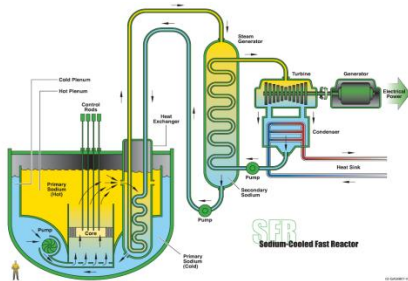 Steam
Generator
Turbine
Generator
Electrical
Power
Cold Plenum
Hot Plenum
Control
Rods
Heat
Exchanger
Condenser
Primary
Sodium
(Hot)
Core
Pump
Pump
Pump
Heat Sink
Secondary
Sodium
Primary
Sodium
(Cold)
SFR
Sodium-Cooled Fast Reactor